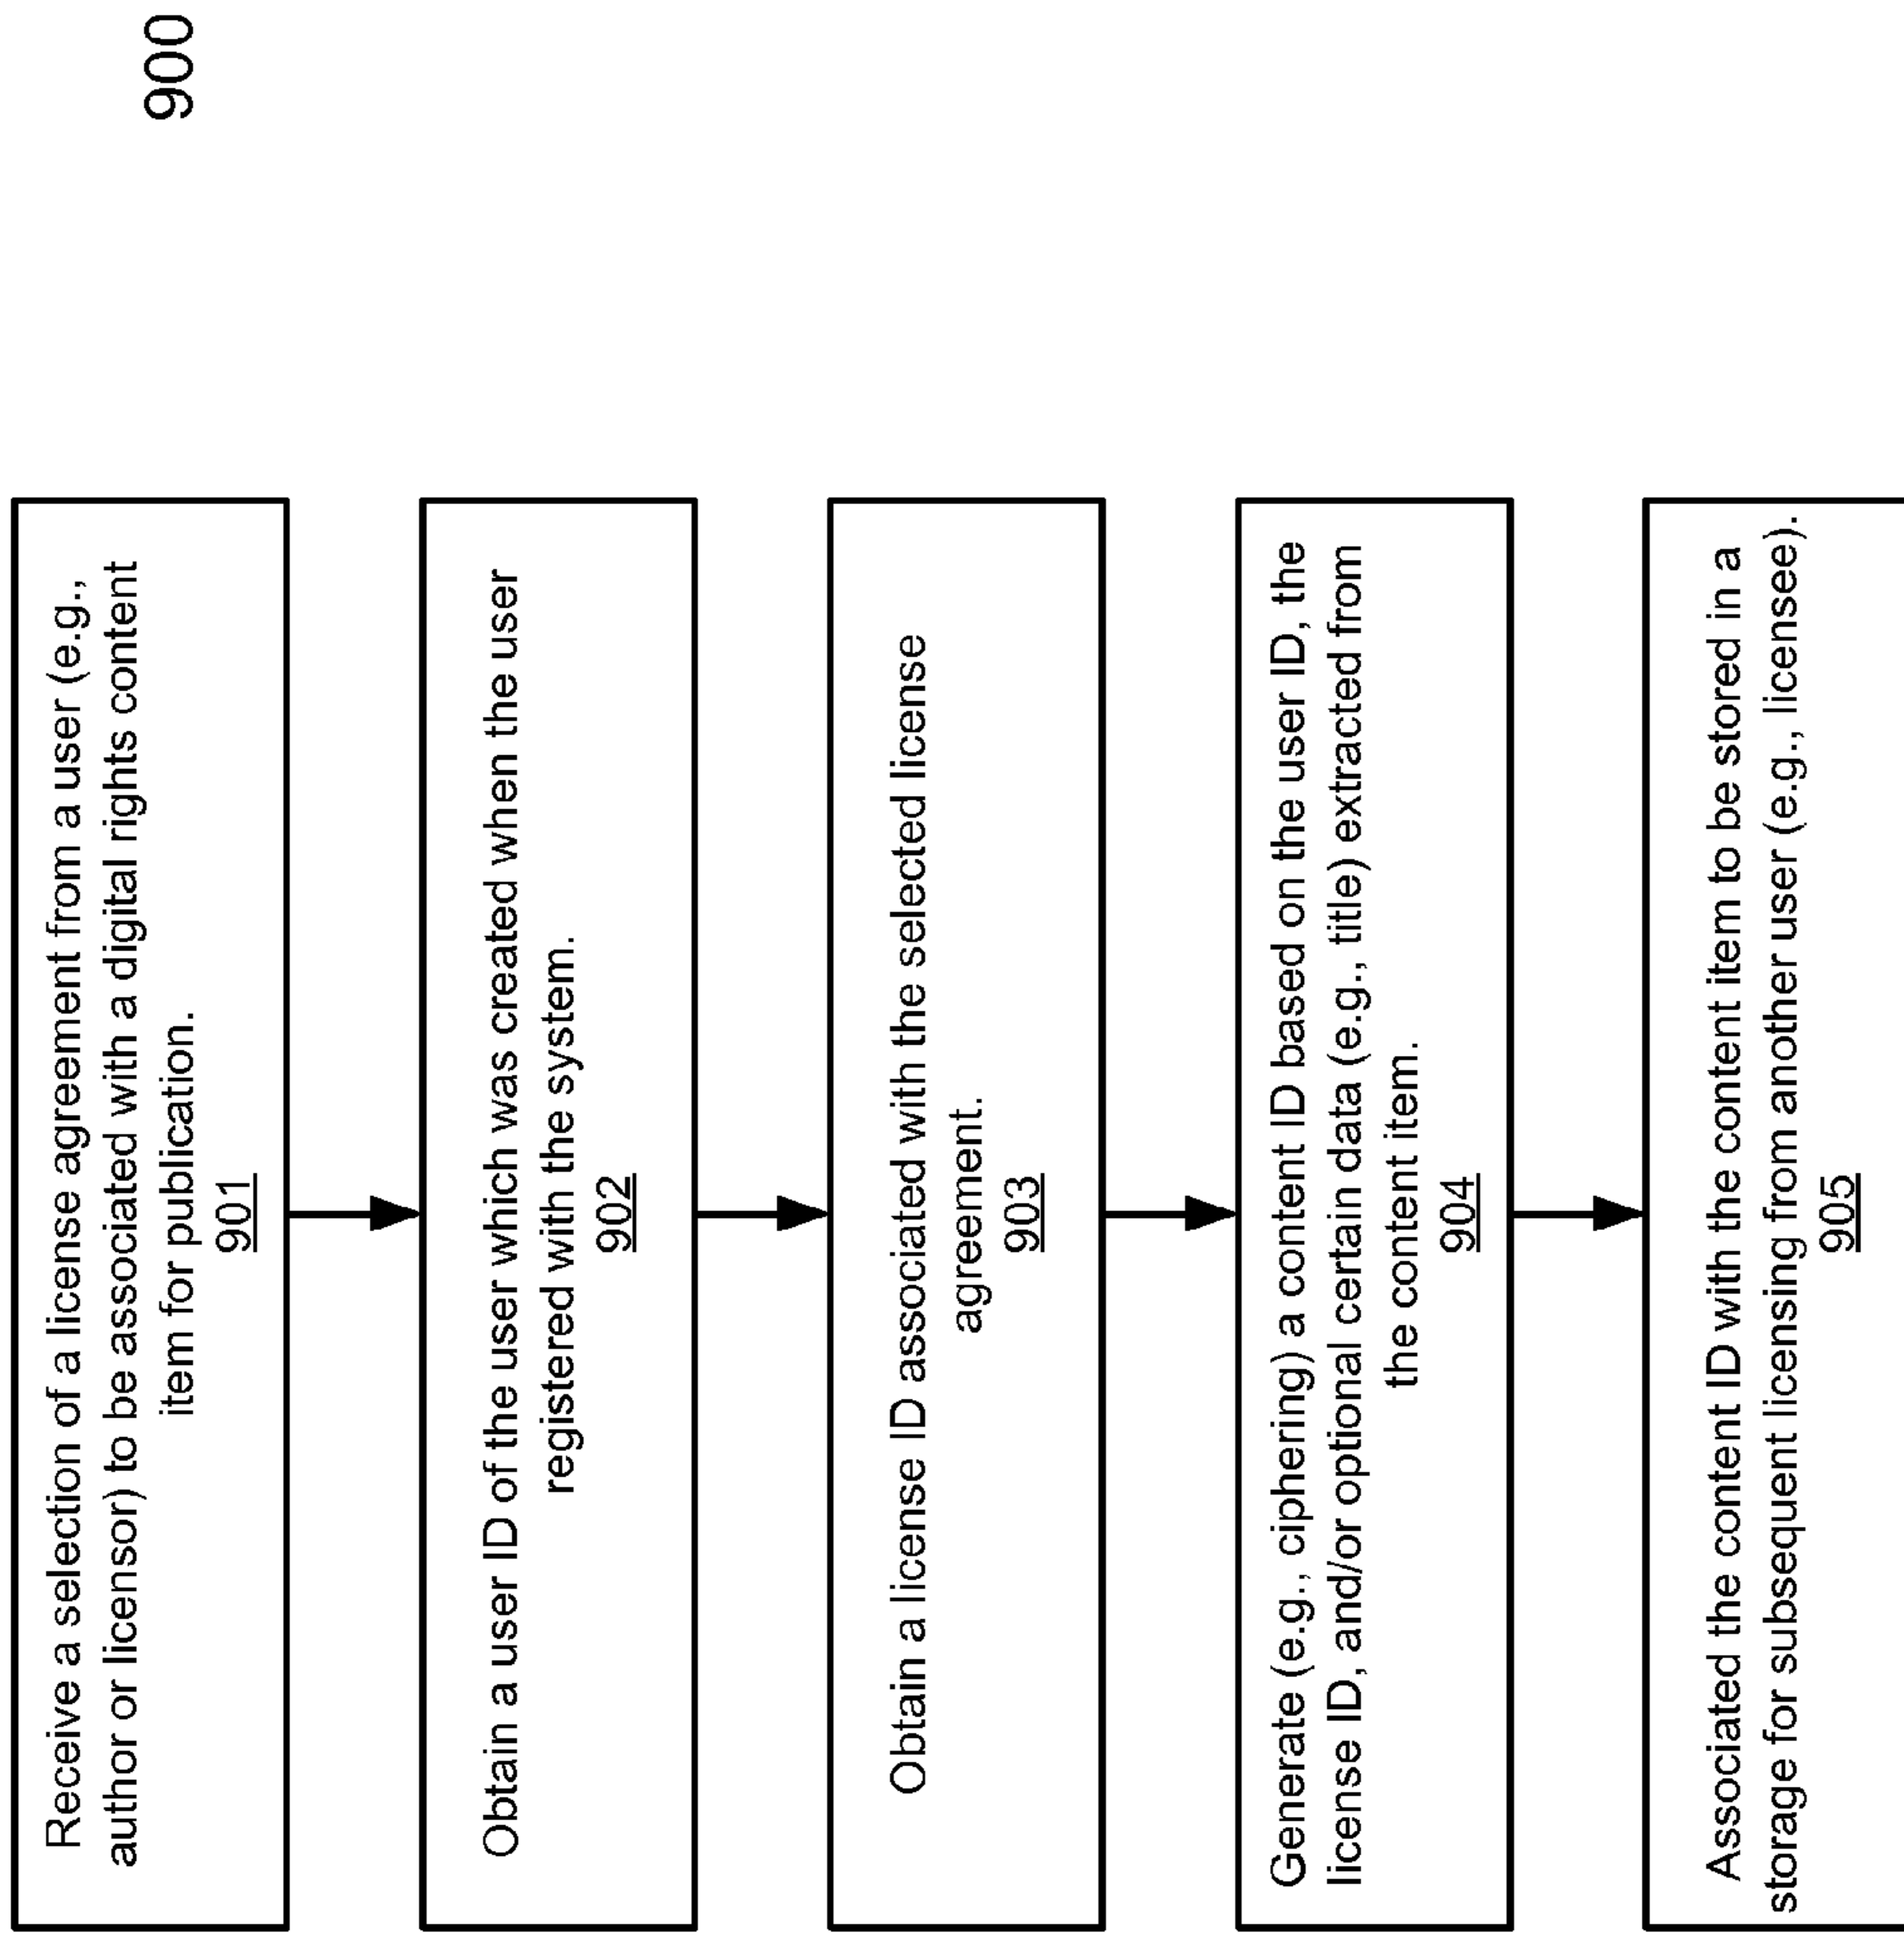 900
Receive a selection of a license agreement from a user (e.g.,
author or licensor) to be associated with a digital rights content
item for publication.
901
Obtain a user ID of the user which was created when the user
registered with the system.
902
Obtain a license ID associated with the selected license
agreement.
903
Generate (e.g., ciphering) a content ID based on the user ID, the
license ID, and/or optional certain data (e.g., title) extracted from
the content item.
904
Associated the content ID with the content item to be stored in a
storage for subsequent licensing from another user (e.g., licensee).
905